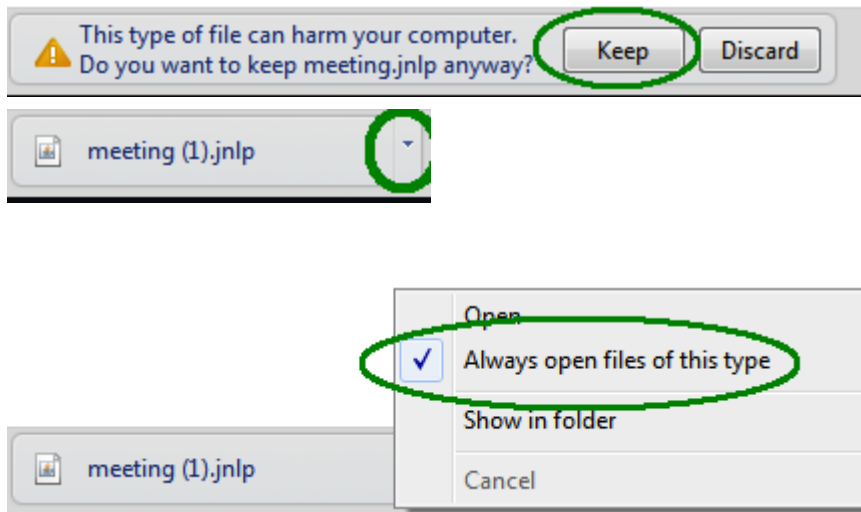 This type of file can harm your computer.
Do you want to keep meeting.jnlp anyway?
Keep
Discard
meeting (1).jnlp
Open
Always open files of this type
Show in folder
meeting (1).jnlp
Cancel